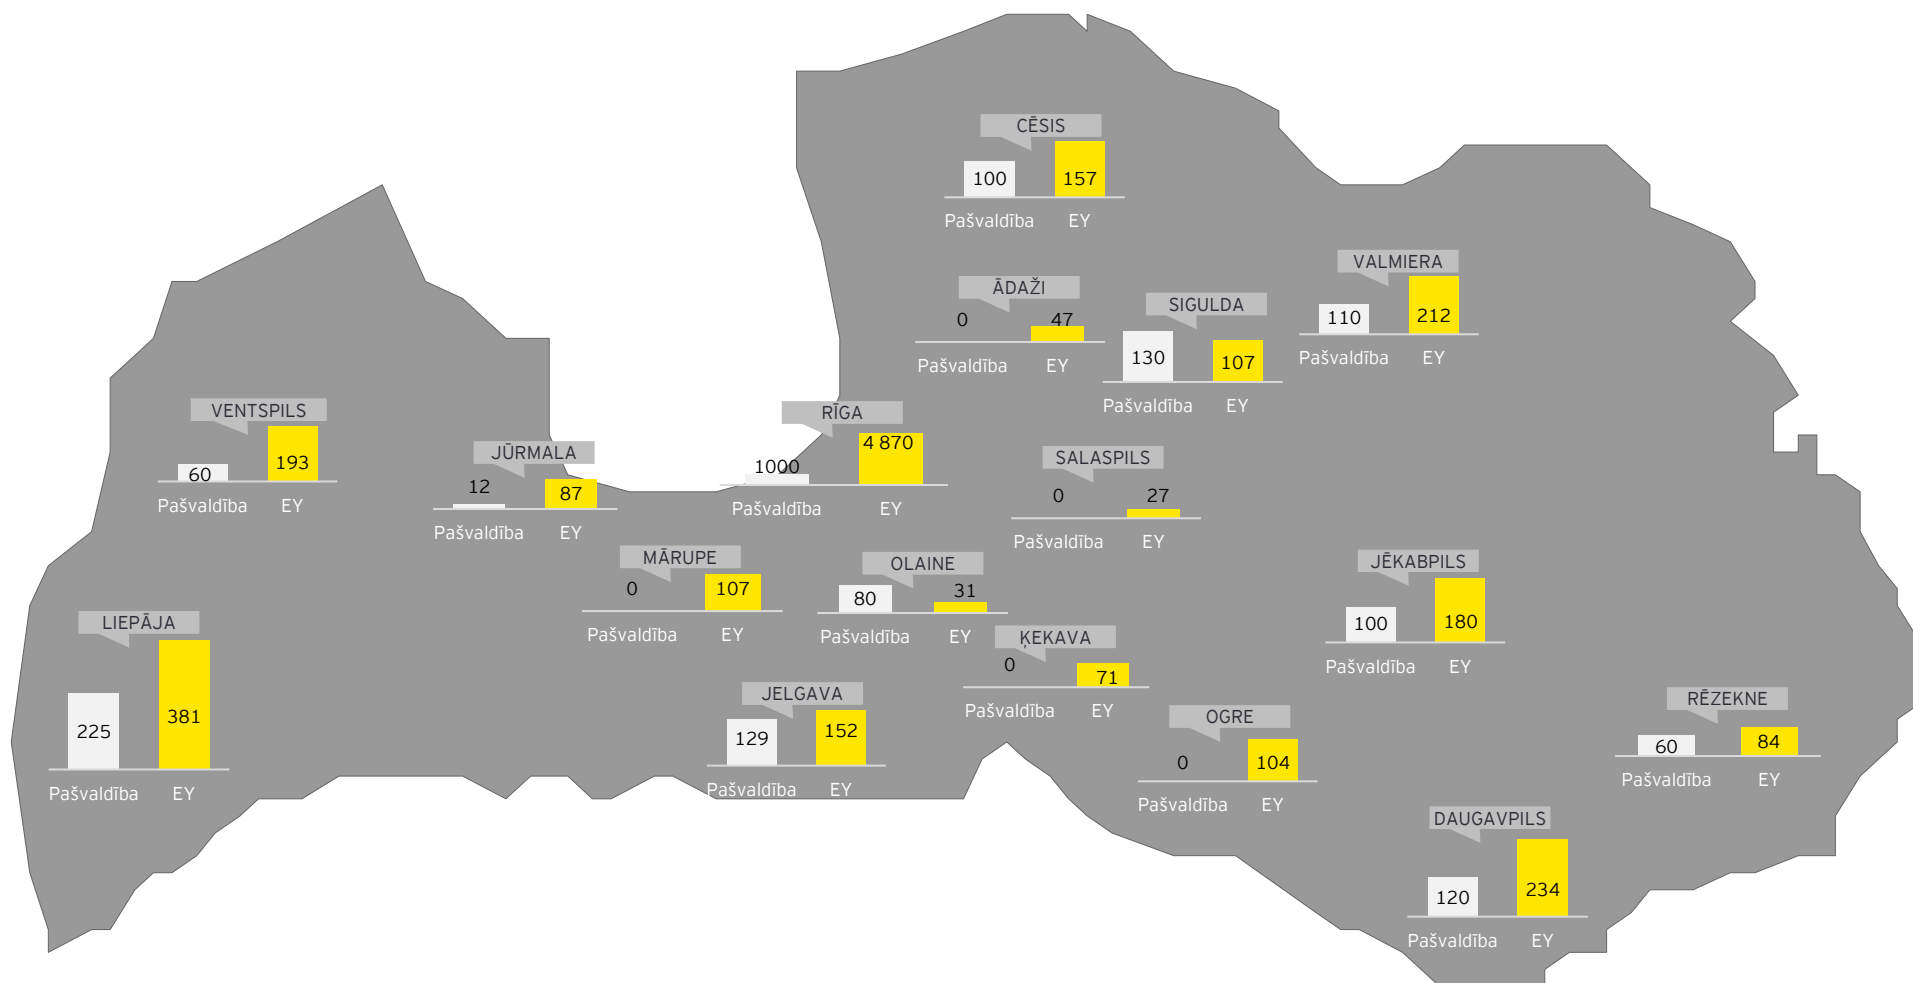 CĒSIS
100 157
Pašvaldība EY
ĀDAŽI
0 47
Pašvaldība EY
SIGULDA
130 107
Pašvaldība EY
VALMIERA
110 212
Pašvaldība EY
VENTSPILS
60 193
Pašvaldība EY
JŪRMALA
12 87
Pašvaldība EY
RĪGA
1000 4 870
Pašvaldība EY
SALASPILS
0 27
Pašvaldība EY
MĀRUPE
0 107
Pašvaldība EY
OLAINE
80 31
Pašvaldība EY
JĒKABPILS
100 180
Pašvaldība EY
LIEPĀJA
225 381
Pašvaldība EY
ĶEKAVA
0 71
Pašvaldība EY
JELGAVA
129 152
Pašvaldība EY
OGRE
0 104
Pašvaldība EY
RĒZEKNE
60 84
Pašvaldība EY
DAUGAVPILS
120 234
Pašvaldība EY